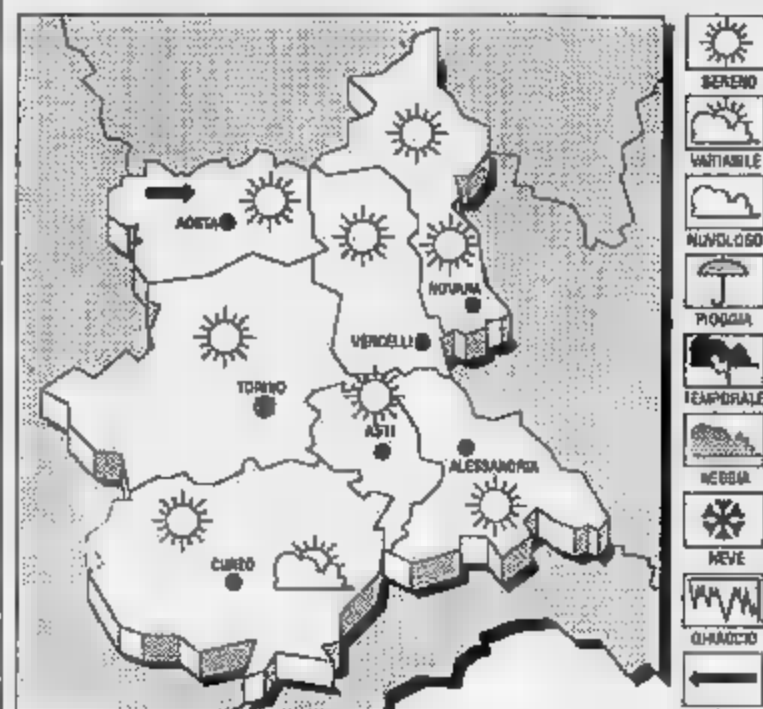 AOSTA
NOVARA
VERCELLI
TORINO
ASTI
ALESSANDRIA
CUNEO
SERENO
VARIABILE
NUVOLOSO
PIOGGIA
TEMPORALE
NEBBIA
NEVE
GHIACCIO